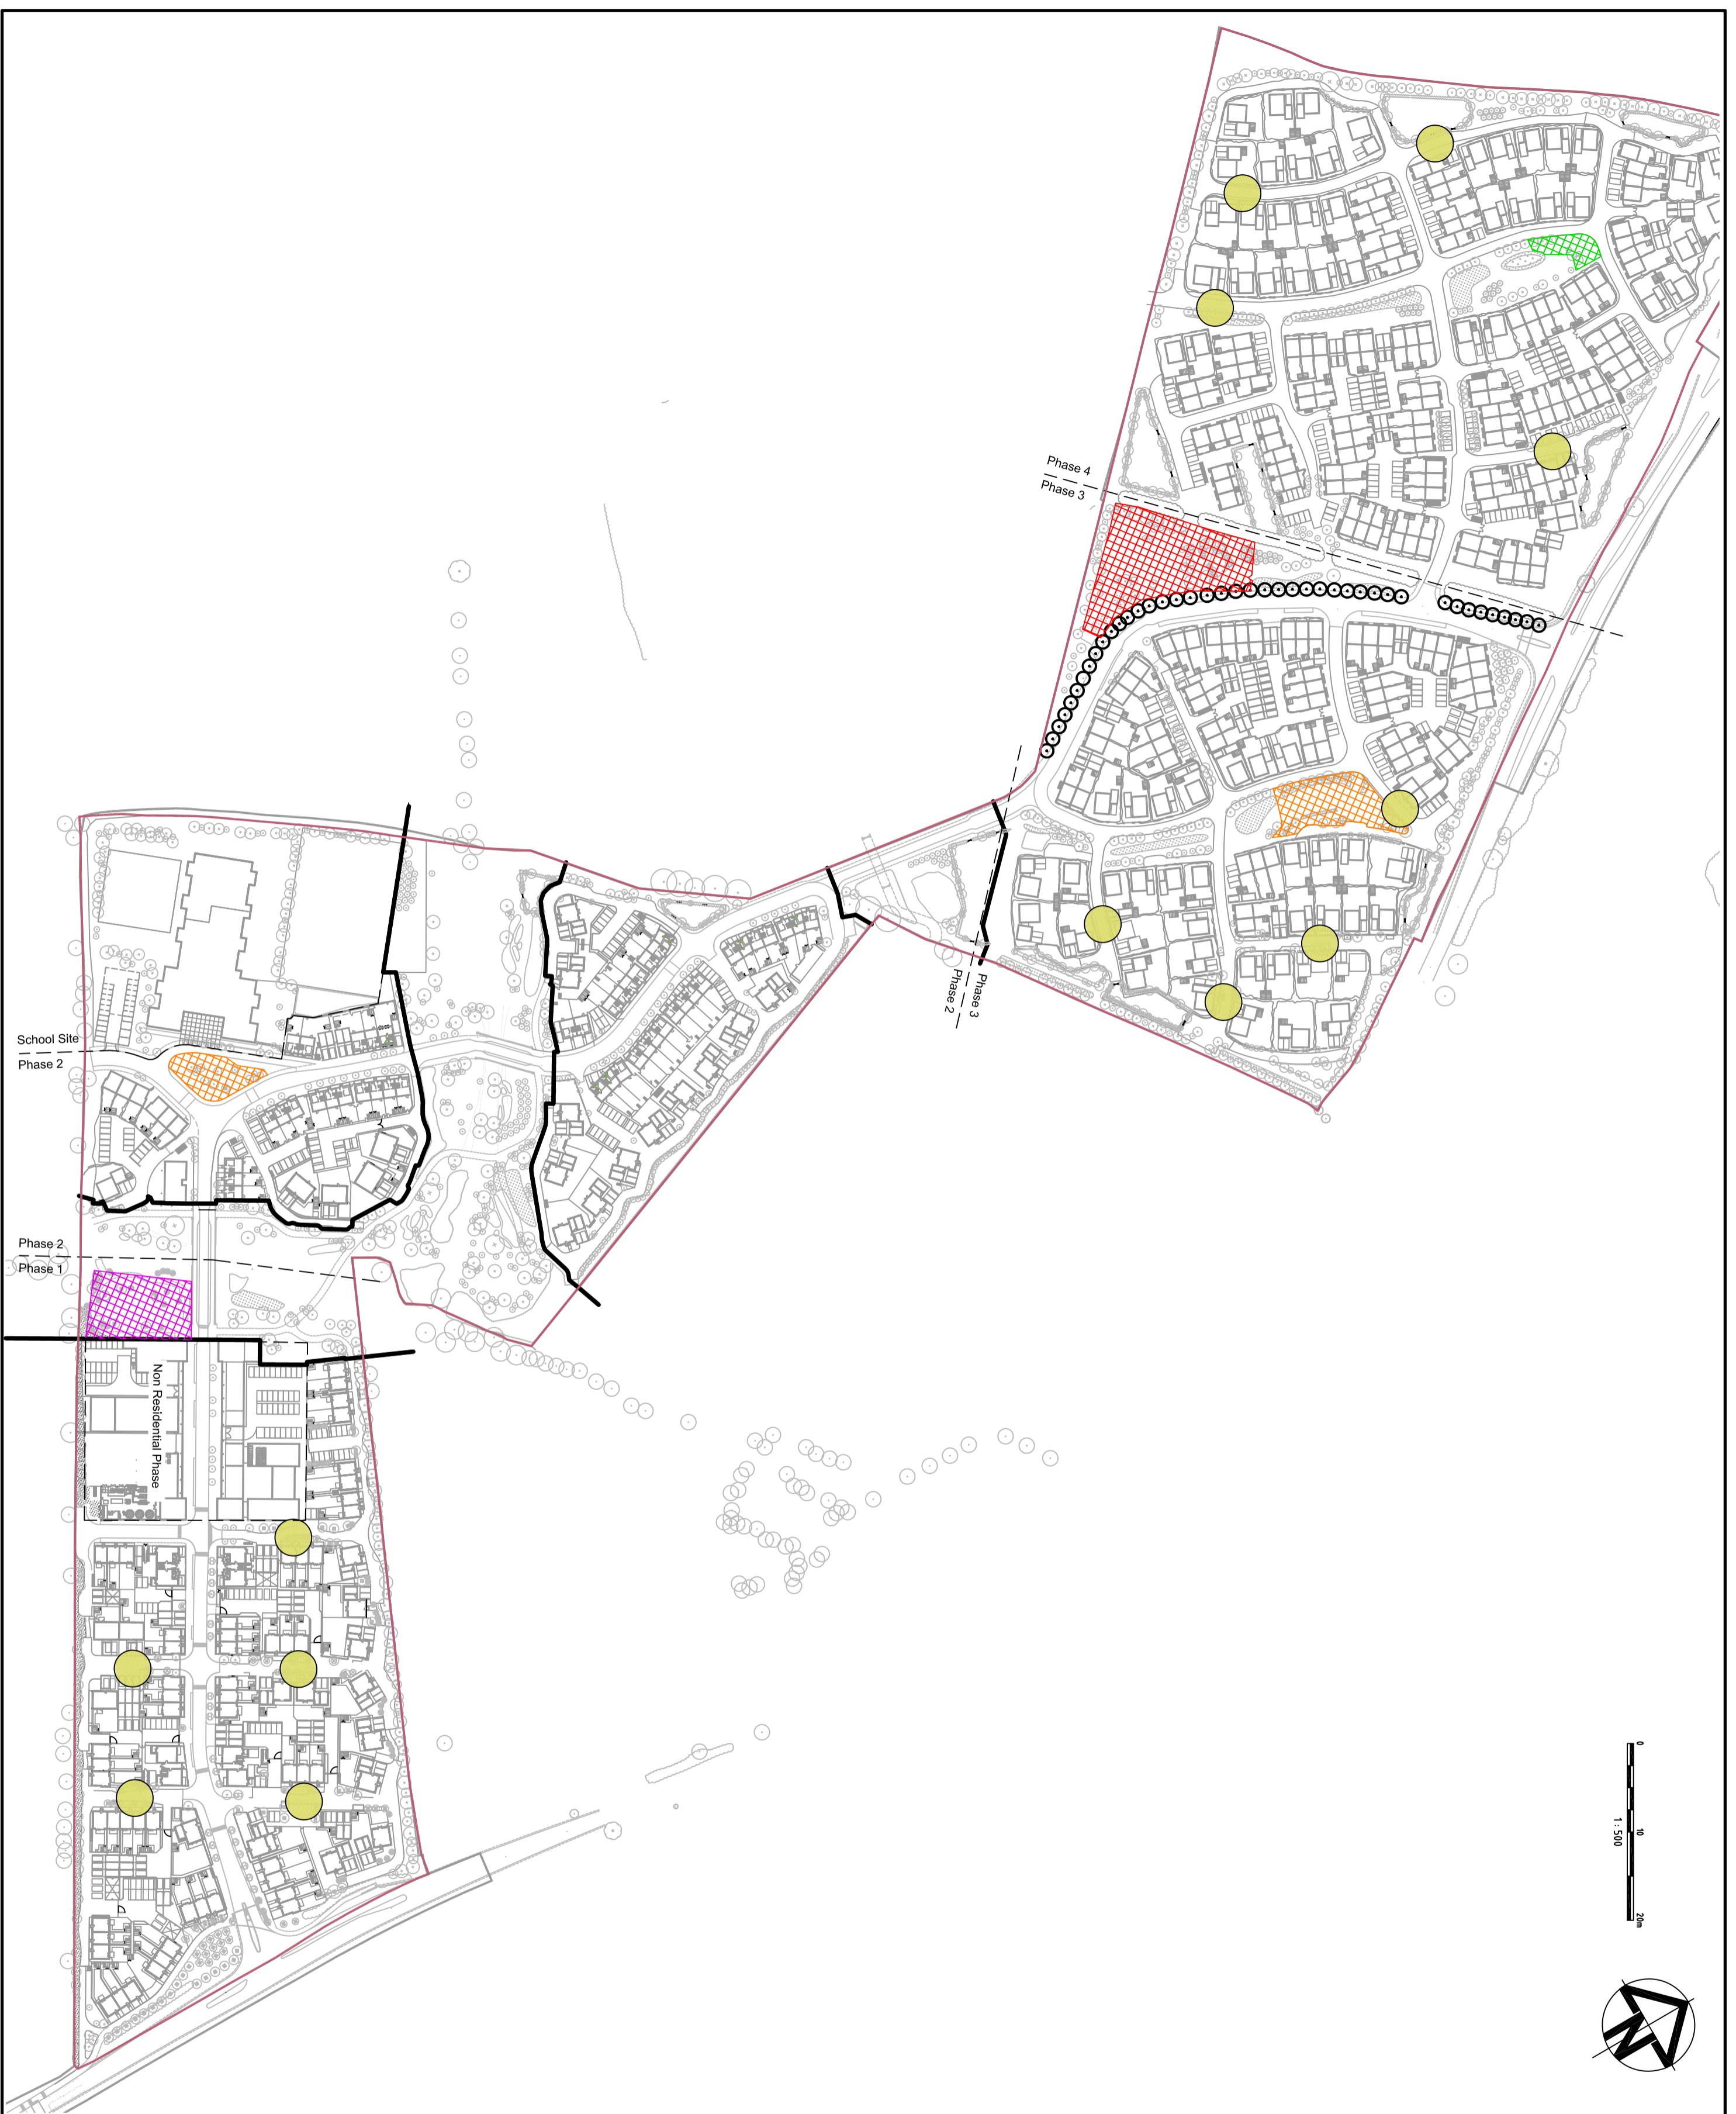 Phase 4
Phase 3
Phase 3
Phase 2
School Site
Phase 2
Phase 2
Phase 1
Non Residential Phase
0
10
20m
1 : 500
N